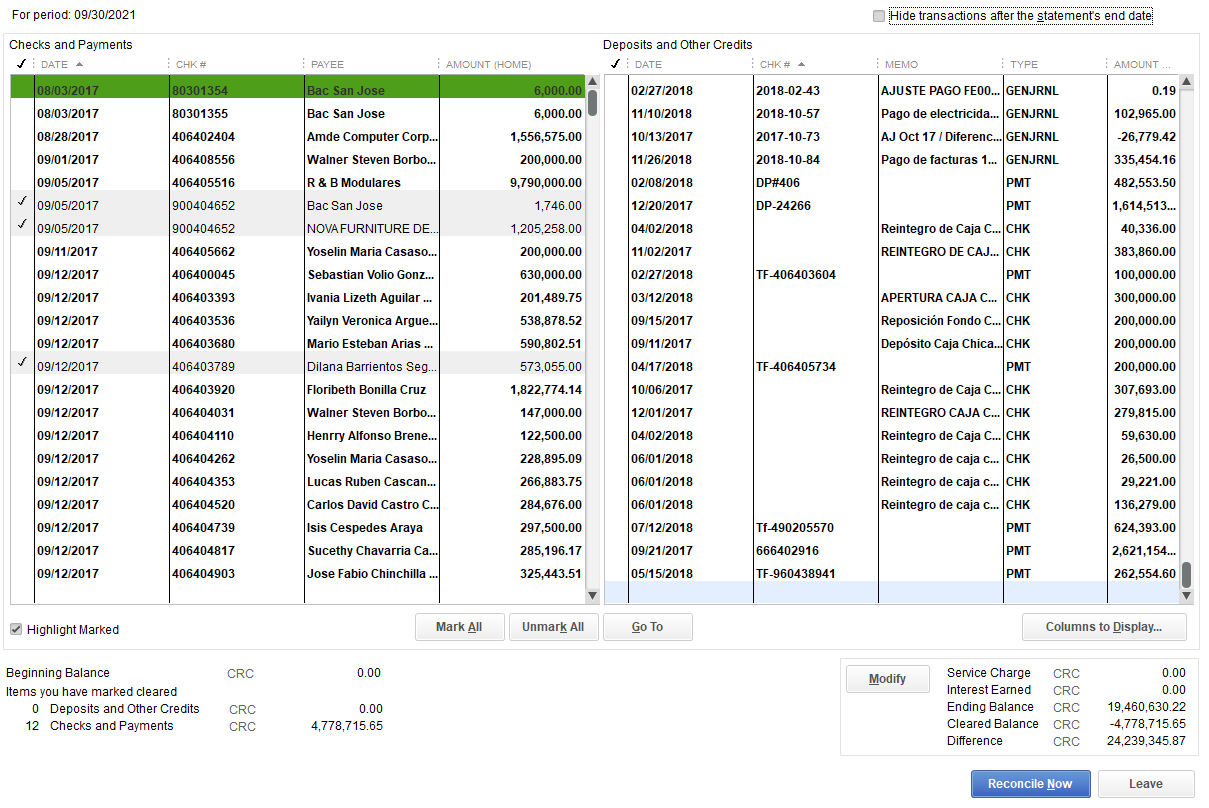 For period: 09/30/2021
Hide transactions after the statement's end date
Checks and Payments
✓ DATE CHK # PAYEE AMOUNT (HOME)
08/03/2017 80301354 Bac San Jose 6,000.00
08/03/2017 80301355 Bac San Jose 6,000.00
08/28/2017 406402404 Amde Computer Corp... 1,556,575.00
09/01/2017 406408556 Walner Steven Borbo... 200,000.00
09/05/2017 406405516 R & B Modulares 9,790,000.00
✓ 09/05/2017 900404652 Bac San Jose 1,746.00
✓ 09/05/2017 900404652 NOVA FURNITURE DE... 1,205,258.00
09/11/2017 406405662 Yoselin Maria Casaso... 200,000.00
09/12/2017 406400045 Sebastian Volio Gonz... 630,000.00
09/12/2017 406403393 Ivania Lizeth Aguilar ... 201,489.75
09/12/2017 406403536 Yailyn Veronica Argue... 538,878.52
09/12/2017 406403680 Mario Esteban Arias ... 590,802.51
✓ 09/12/2017 406403789 Dilana Barrientos Seg... 573,055.00
09/12/2017 406403920 Floribeth Bonilla Cruz 1,822,774.14
09/12/2017 406404031 Walner Steven Borbo... 147,000.00
09/12/2017 406404110 Henrry Alfonso Brene... 122,500.00
09/12/2017 406404262 Yoselin Maria Casaso... 228,895.09
09/12/2017 406404353 Lucas Ruben Cascan... 266,883.75
09/12/2017 406404520 Carlos David Castro C... 284,676.00
09/12/2017 406404739 Isis Cespedes Araya 297,500.00
09/12/2017 406404817 Sucethy Chavarria Ca... 285,196.17
09/12/2017 406404903 Jose Fabio Chinchilla ... 325,443.51
Deposits and Other Credits
✓ DATE CHK # MEMO TYPE AMOUNT ...
02/27/2018 2018-02-43 AJUSTE PAGO FE00... GENJRNL 0.19
11/10/2018 2018-10-57 Pago de electricida... GENJRNL 102,965.00
10/13/2017 2017-10-73 AJ Oct 17 / Diferenc... GENJRNL -26,779.42
11/26/2018 2018-10-84 Pago de facturas 1... GENJRNL 335,454.16
02/08/2018 DP#406 PMT 482,553.50
12/20/2017 DP-24266 PMT 1,614,513...
04/02/2018 Reintegro de Caja C... CHK 40,336.00
11/02/2017 REINTEGRO DE CAJ... CHK 383,860.00
02/27/2018 TF-406403604 PMT 100,000.00
03/12/2018 APERTURA CAJA C... CHK 300,000.00
09/15/2017 Reposición Fondo C... CHK 200,000.00
09/11/2017 Depósito Caja Chica... CHK 200,000.00
04/17/2018 TF-406405734 PMT 200,000.00
10/06/2017 Reintegro de Caja C... CHK 307,693.00
12/01/2017 REINTEGRO CAJA C... CHK 279,815.00
04/02/2018 Reintegro de Caja C... CHK 59,630.00
06/01/2018 Reintegro de caja c... CHK 26,500.00
06/01/2018 Reintegro de caja c... CHK 29,221.00
06/01/2018 Reintegro de caja c... CHK 136,279.00
07/12/2018 Tf-490205570 PMT 624,393.00
09/21/2017 666402916 PMT 2,621,154...
05/15/2018 TF-960438941 PMT 262,554.60
Highlight Marked
Mark All
Unmark All
Go To
Columns to Display...
Beginning Balance CRC 0.00
Items you have marked cleared
0 Deposits and Other Credits CRC 0.00
12 Checks and Payments CRC 4,778,715.65
Modify
Service Charge CRC 0.00
Interest Earned CRC 0.00
Ending Balance CRC 19,460,630.22
Cleared Balance CRC -4,778,715.65
Difference CRC 24,239,345.87
Reconcile Now
Leave